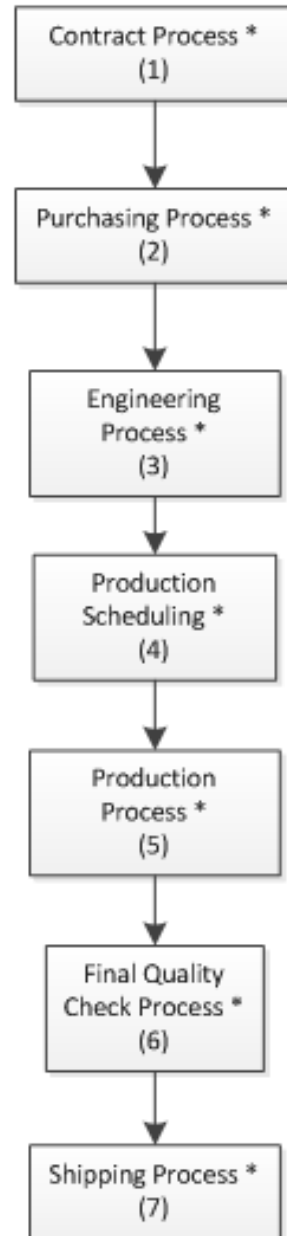 Contract Process *
(1)
Purchasing Process *
(2)
Engineering
Process *
(3)
Production
Scheduling *
(4)
Production
Process *
(5)
Final Quality
Check Process *
(6)
Shipping Process *
(7)